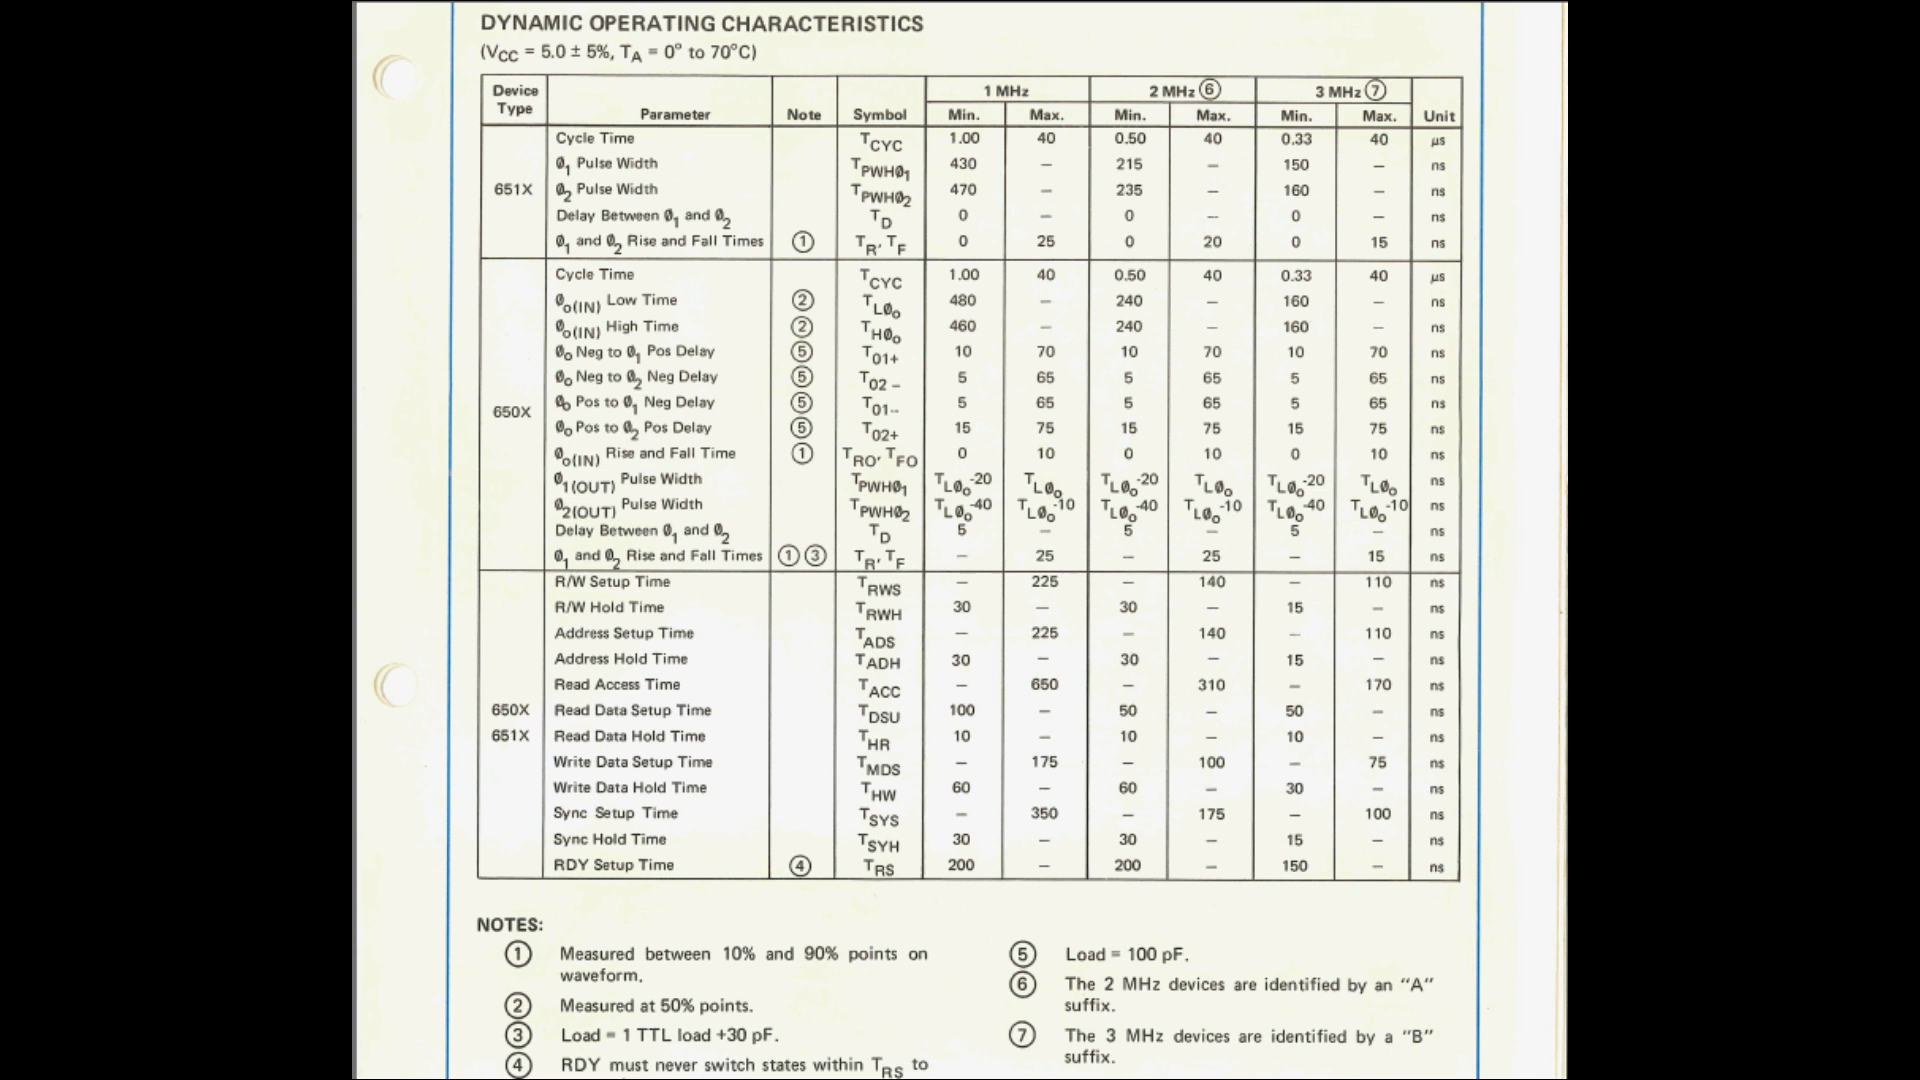 DYNAMIC OPERATING CHARACTERISTICS
(VCC = 5.0 ± 5%, TA = 0° to 70°C)
Device Type Parameter Note Symbol 1 MHz 2 MHz ⑥ 3 MHz ⑦ Unit
Min. Max. Min. Max. Min. Max.
651X
Cycle Time TCYC 1.00 40 0.50 40 0.33 40 µs
Ø1 Pulse Width TPWHØ1 430 — 215 — 150 — ns
Ø2 Pulse Width TPWHØ2 470 — 235 — 160 — ns
Delay Between Ø1 and Ø2 TD 0 — 0 — 0 — ns
Ø1 and Ø2 Rise and Fall Times ① TR, TF 0 25 0 20 0 15 ns
650X
Cycle Time TCYC 1.00 40 0.50 40 0.33 40 µs
Øo(IN) Low Time ② TLØo 480 — 240 — 160 — ns
Øo(IN) High Time ② THØo 460 — 240 — 160 — ns
Øo Neg to Ø1 Pos Delay ⑤ T01+ 10 70 10 70 10 70 ns
Øo Neg to Ø2 Neg Delay ⑤ T02- 5 65 5 65 5 65 ns
Øo Pos to Ø1 Neg Delay ⑤ T01- 5 65 5 65 5 65 ns
Øo Pos to Ø2 Pos Delay ⑤ T02+ 15 75 15 75 15 75 ns
Øo(IN) Rise and Fall Time ① TRO, TFO 0 10 0 10 0 10 ns
Ø1(OUT) Pulse Width TPWHØ1 TLØo-20 TLØo TLØo-20 TLØo TLØo-20 TLØo ns
Ø2(OUT) Pulse Width TPWHØ2 TLØo-40 TLØo-10 TLØo-40 TLØo-10 TLØo-40 TLØo-10 ns
Delay Between Ø1 and Ø2 TD 5 — 5 — 5 — ns
Ø1 and Ø2 Rise and Fall Times ① ③ TR, TF — 25 — 25 — 15 ns
650X
651X
R/W Setup Time TRWS — 225 — 140 — 110 ns
R/W Hold Time TRWH 30 — 30 — 15 — ns
Address Setup Time TADS — 225 — 140 — 110 ns
Address Hold Time TADH 30 — 30 — 15 — ns
Read Access Time TACC — 650 — 310 — 170 ns
Read Data Setup Time TDSU 100 — 50 — 50 — ns
Read Data Hold Time THR 10 — 10 — 10 — ns
Write Data Setup Time TMDS — 175 — 100 — 75 ns
Write Data Hold Time THW 60 — 60 — 30 — ns
Sync Setup Time TSYS — 350 — 175 — 100 ns
Sync Hold Time TSYH 30 — 30 — 15 — ns
RDY Setup Time ④ TRS 200 — 200 — 150 — ns
NOTES:
① Measured between 10% and 90% points on
waveform.
② Measured at 50% points.
③ Load = 1 TTL load +30 pF.
④ RDY must never switch states within TRS to
⑤ Load = 100 pF.
⑥ The 2 MHz devices are identified by an "A"
suffix.
⑦ The 3 MHz devices are identified by a "B"
suffix.